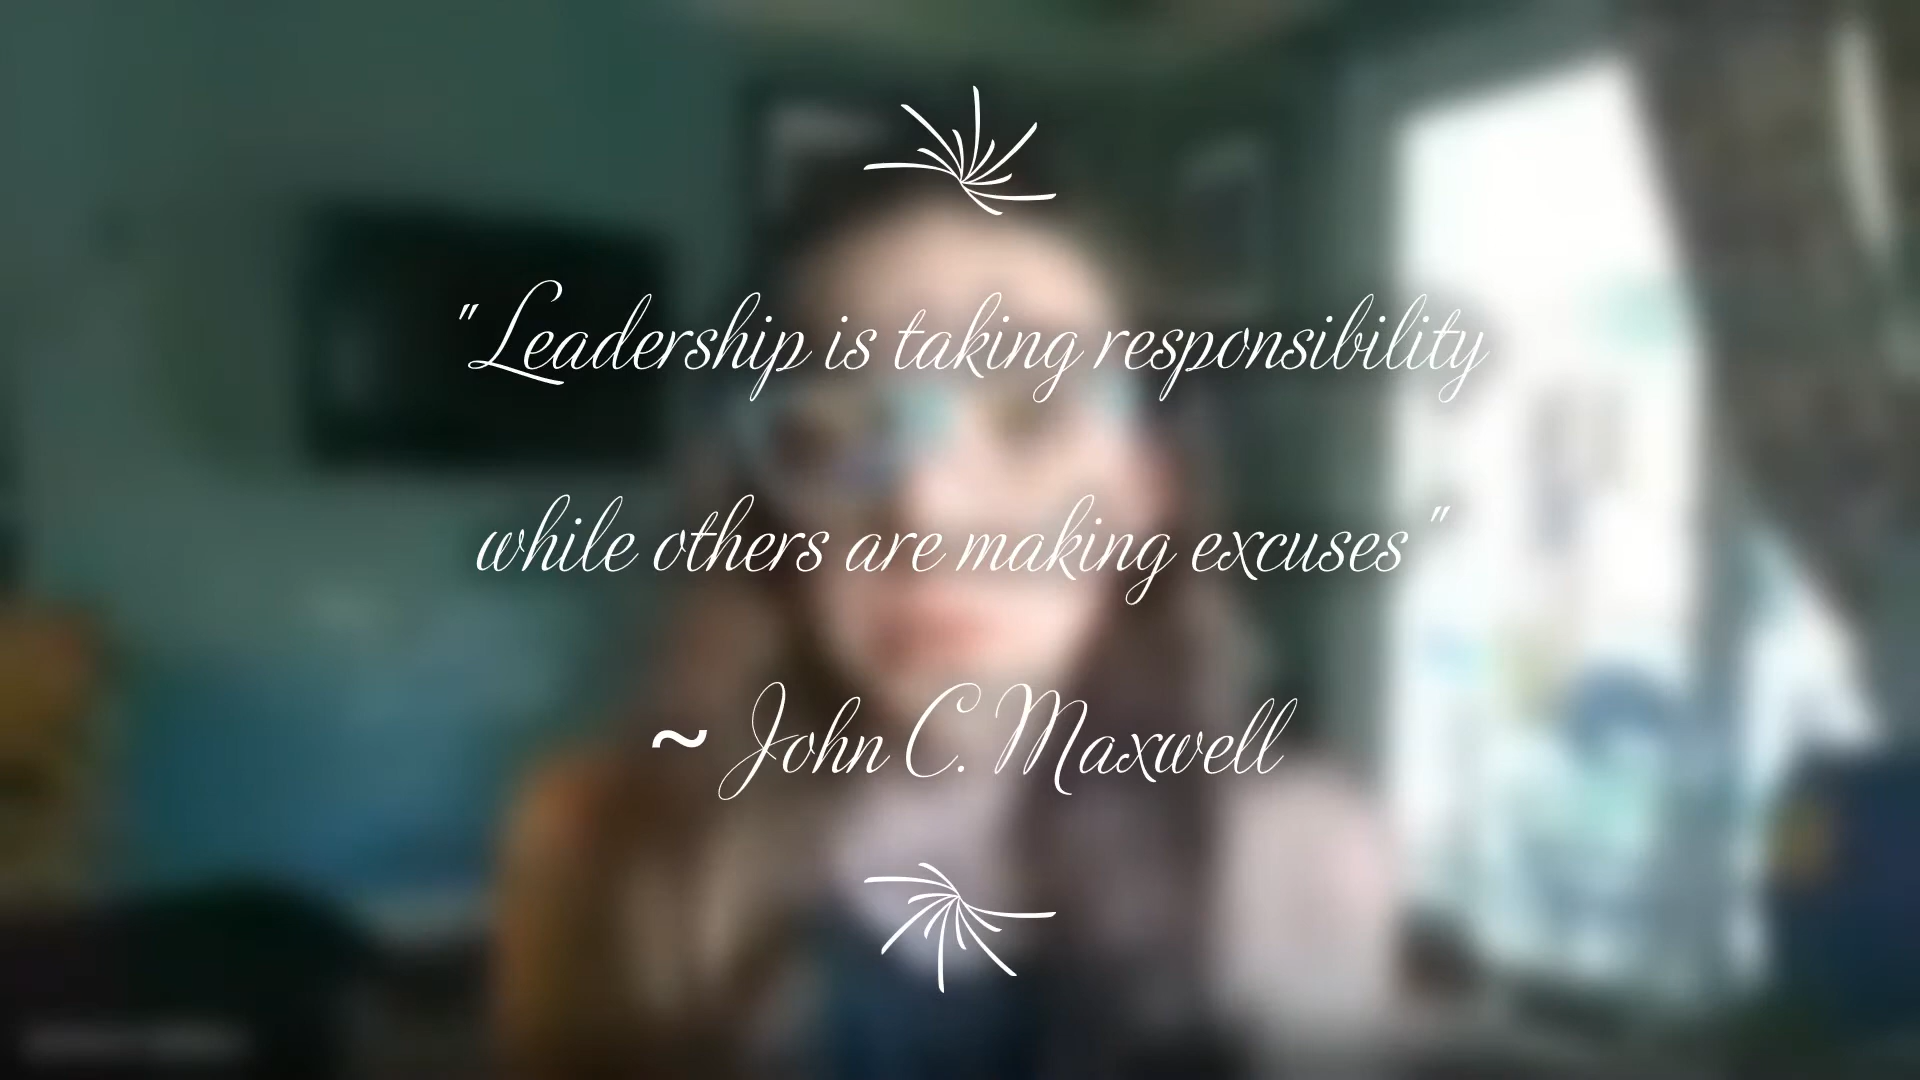 "Leadership is taking responsibility
while others are making excuses"
~ John C. Maxwell